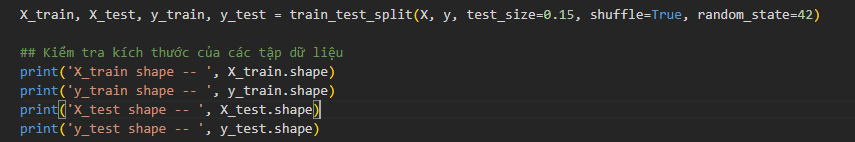 X_train, X_test, y_train, y_test = train_test_split(X, y, test_size=0.15, shuffle=True, random_state=42)
## Kiểm tra kích thước của các tập dữ liệu
print('X_train shape -- ', X_train.shape)
print('y_train shape -- ', y_train.shape)
print('X_test shape -- ', X_test.shape)
print('y_test shape -- ', y_test.shape)